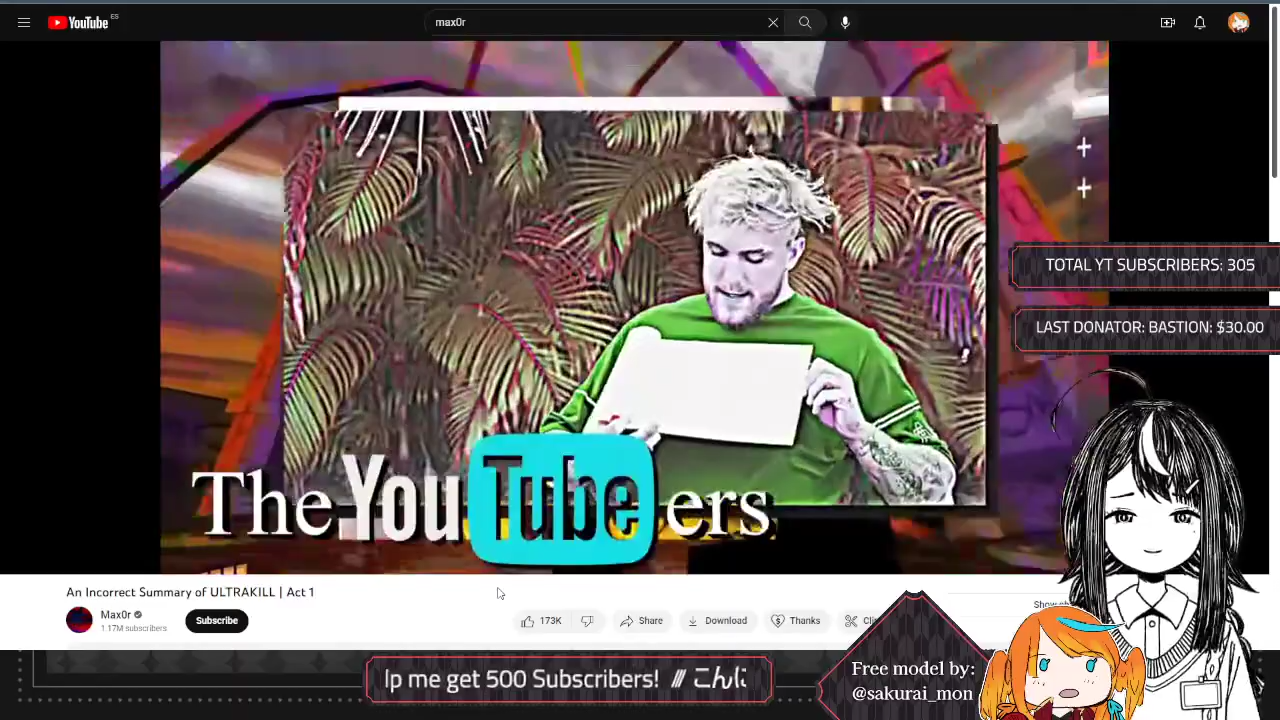 YouTube ES
max0r
TOTAL YT SUBSCRIBERS: 305
LAST DONATOR: BASTION: $30.00
The YouTubeers
An Incorrect Summary of ULTRAKILL | Act 1
Max0r
1.17M subscribers
Subscribe
173K
Share
Download
Thanks
lp me get 500 Subscribers! /// こんに
Free model by:
@sakurai_mon